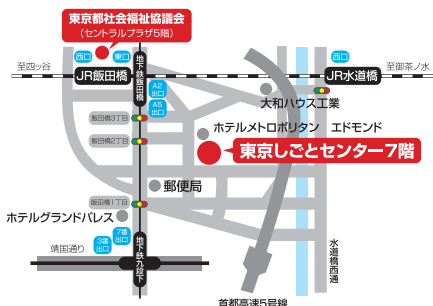 東京都社会福祉協議会
（セントラルプラザ5階）
至四ッ谷
西口
東口
JR飯田橋
地下鉄飯田橋
A2
出口
A5
出口
西口
JR水道橋
至御茶ノ水
大和ハウス工業
飯田橋3丁目
ホテルメトロポリタン　エドモンド
飯田橋2丁目
東京しごとセンター7階
郵便局
飯田橋1丁目
ホテルグランドパレス
7番
出口
3番
出口
靖国通り
地下鉄九段下
水道橋西通
首都高速5号線